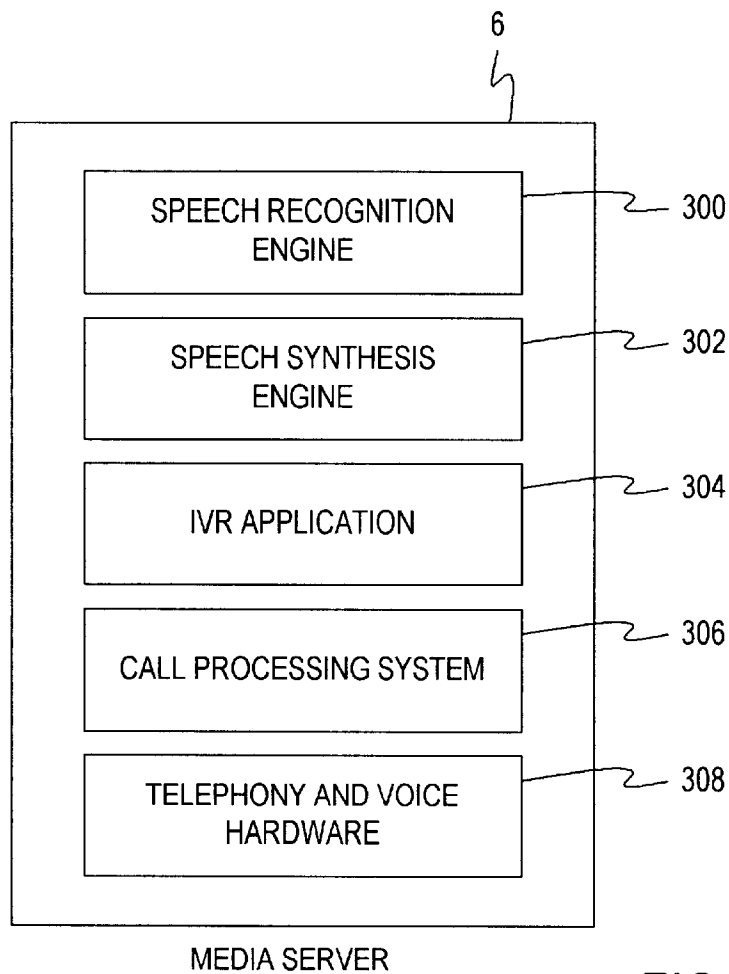 6
SPEECH RECOGNITION
ENGINE
300
SPEECH SYNTHESIS
ENGINE
302
IVR APPLICATION
304
CALL PROCESSING SYSTEM
306
TELEPHONY AND VOICE
HARDWARE
308
MEDIA SERVER